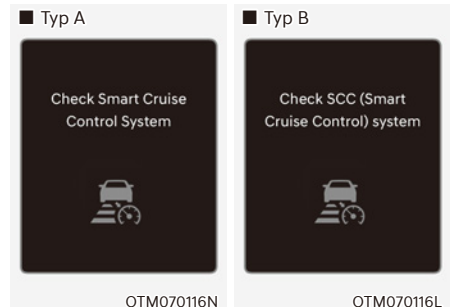 ■ Typ A
Check Smart Cruise
Control System
OTM070116N
■ Typ B
Check SCC (Smart
Cruise Control) system
OTM070116L